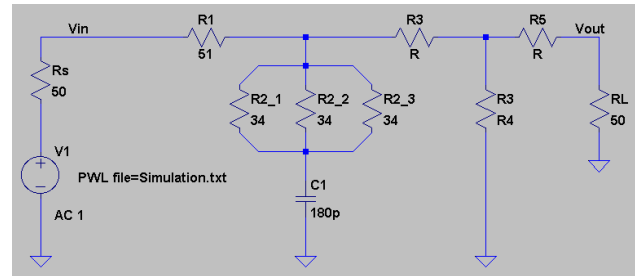 Vin
R1
51
R3
R
R5
R
Vout
Rs
50
R2_1
34
R2_2
34
R2_3
34
R3
R4
RL
50
V1
PWL file=Simulation.txt
AC 1
C1
180p